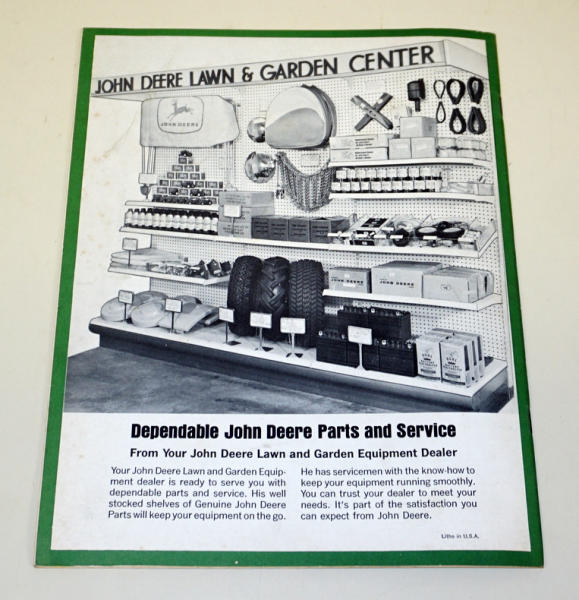 JOHN DEERE LAWN & GARDEN CENTER
JOHN DEERE
JOHN DEERE
Dependable John Deere Parts and Service
From Your John Deere Lawn and Garden Equipment Dealer
Your John Deere Lawn and Garden Equip-
ment dealer is ready to serve you with
dependable parts and service. His well
stocked shelves of Genuine John Deere
Parts will keep your equipment on the go.
He has servicemen with the know-how to
keep your equipment running smoothly.
You can trust your dealer to meet your
needs. It's part of the satisfaction you
can expect from John Deere.
Litho in U.S.A.